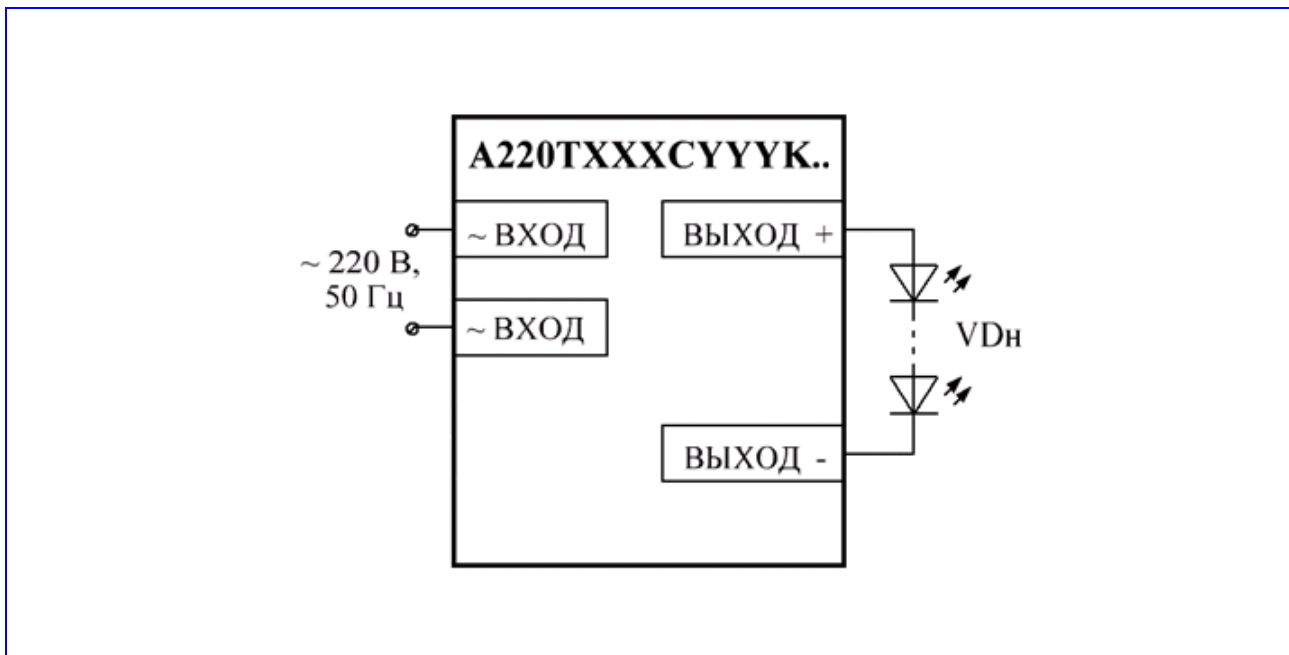 A220TXXXCYYYK..
~ ВХОД
ВЫХОД +
~ 220 В,
50 Гц
~ ВХОД
VDн
ВЫХОД -